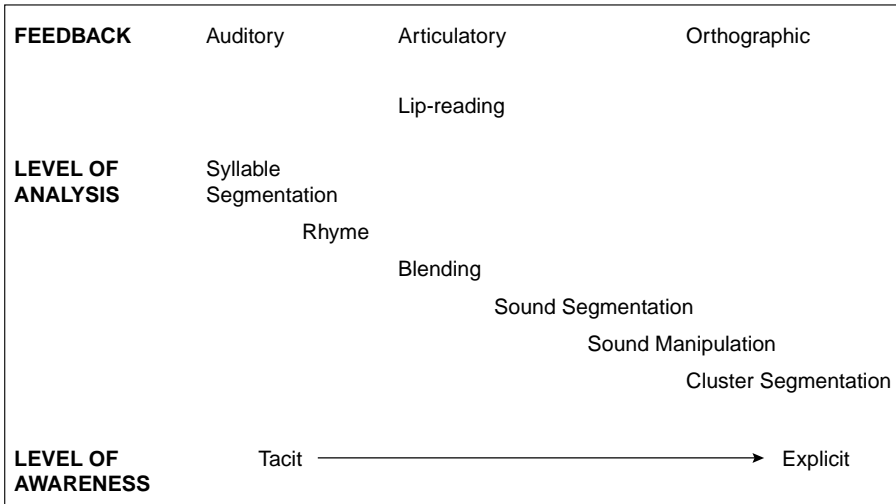 FEEDBACK Auditory Articulatory Orthographic
Lip-reading
LEVEL OF Syllable
ANALYSIS Segmentation
Rhyme
Blending
Sound Segmentation
Sound Manipulation
Cluster Segmentation
LEVEL OF Tacit Explicit
AWARENESS